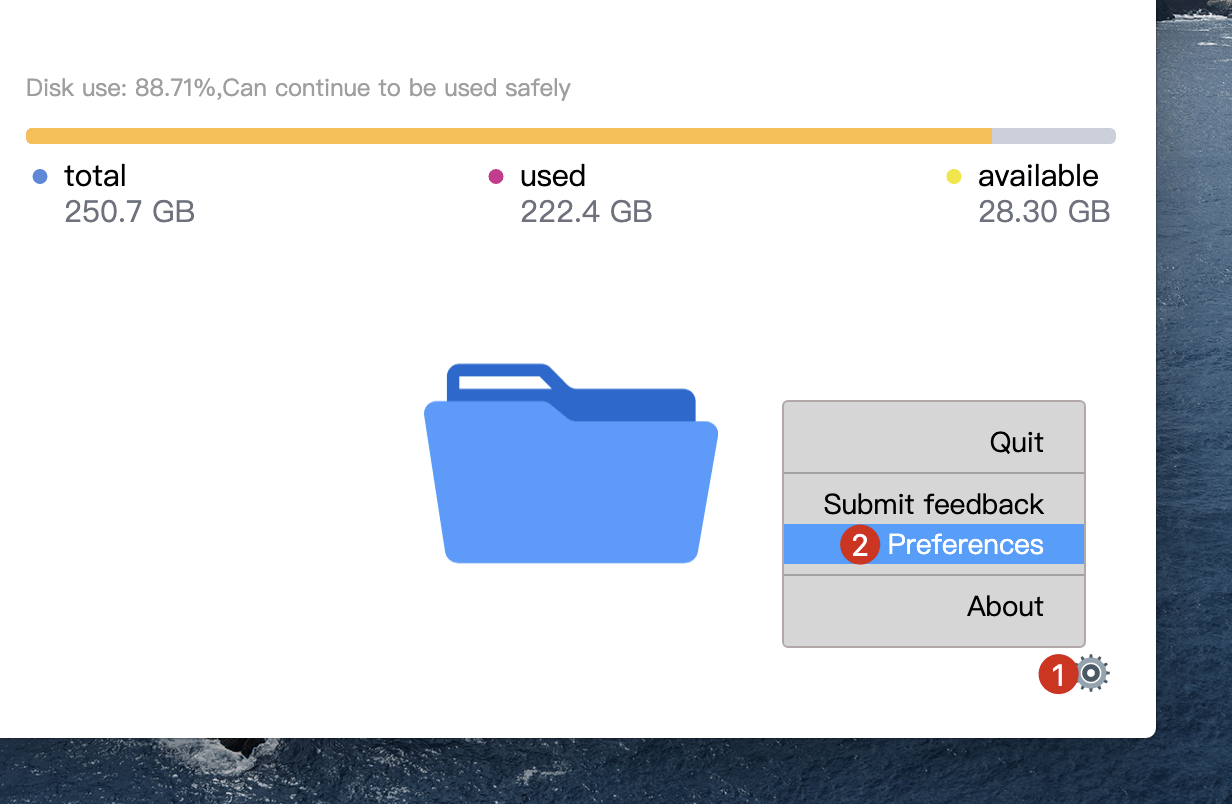 Disk use: 88.71%,Can continue to be used safely
total
used
available
250.7 GB
222.4 GB
28.30 GB
Quit
Submit feedback
2 Preferences
About
1